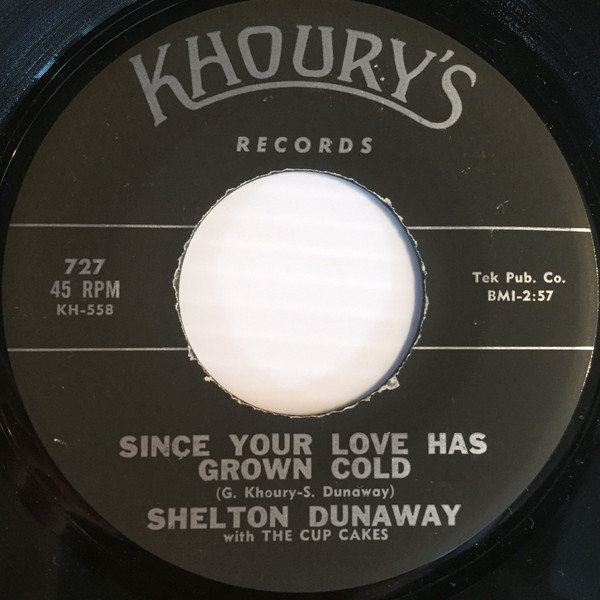 KHOURY'S
RECORDS
727
45 RPM
KH-558
Tek Pub. Co.
BMI-2:57
SINCE YOUR LOVE HAS
GROWN COLD
(G. Khoury-S. Dunaway)
SHELTON DUNAWAY
with THE CUP CAKES